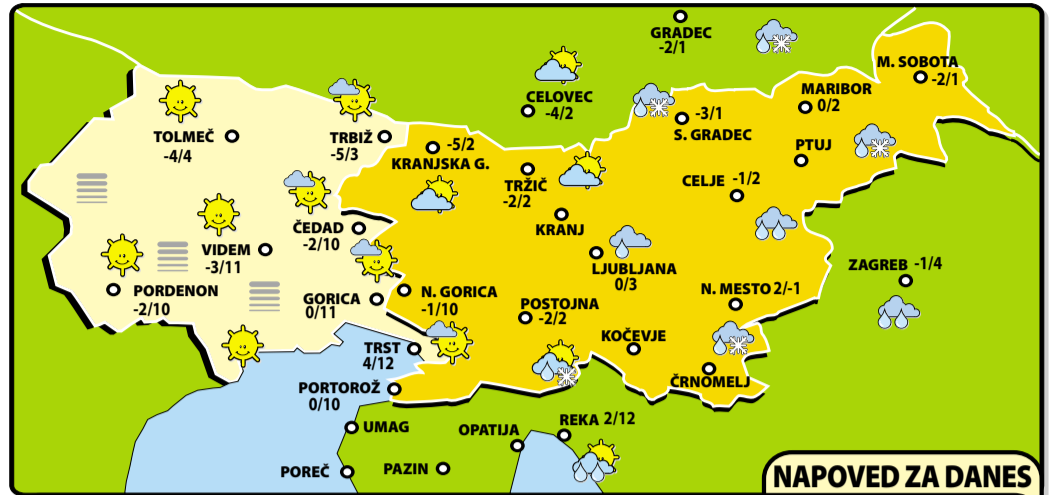 GRADEC
-2/1
M. SOBOTA
-2/1
CELOVEC
-4/2
MARIBOR
0/2
-3/1
S. GRADEC
TOLMEČ
-4/4
TRBIŽ
-5/3
-5/2
KRANJSKA G.
PTUJ
TRŽIČ
-2/2
CELJE -1/2
KRANJ
ČEDAD
-2/10
VIDEM
-3/11
LJUBLJANA
0/3
ZAGREB -1/4
PORDENON
-2/10
GORICA
0/11
N. GORICA
-1/10
POSTOJNA
-2/2
N. MESTO 2/-1
KOČEVJE
TRST
4/12
ČRNOMELJ
PORTOROŽ
0/10
UMAG
OPATIJA
REKA 2/12
POREČ
PAZIN
NAPOVED ZA DANES